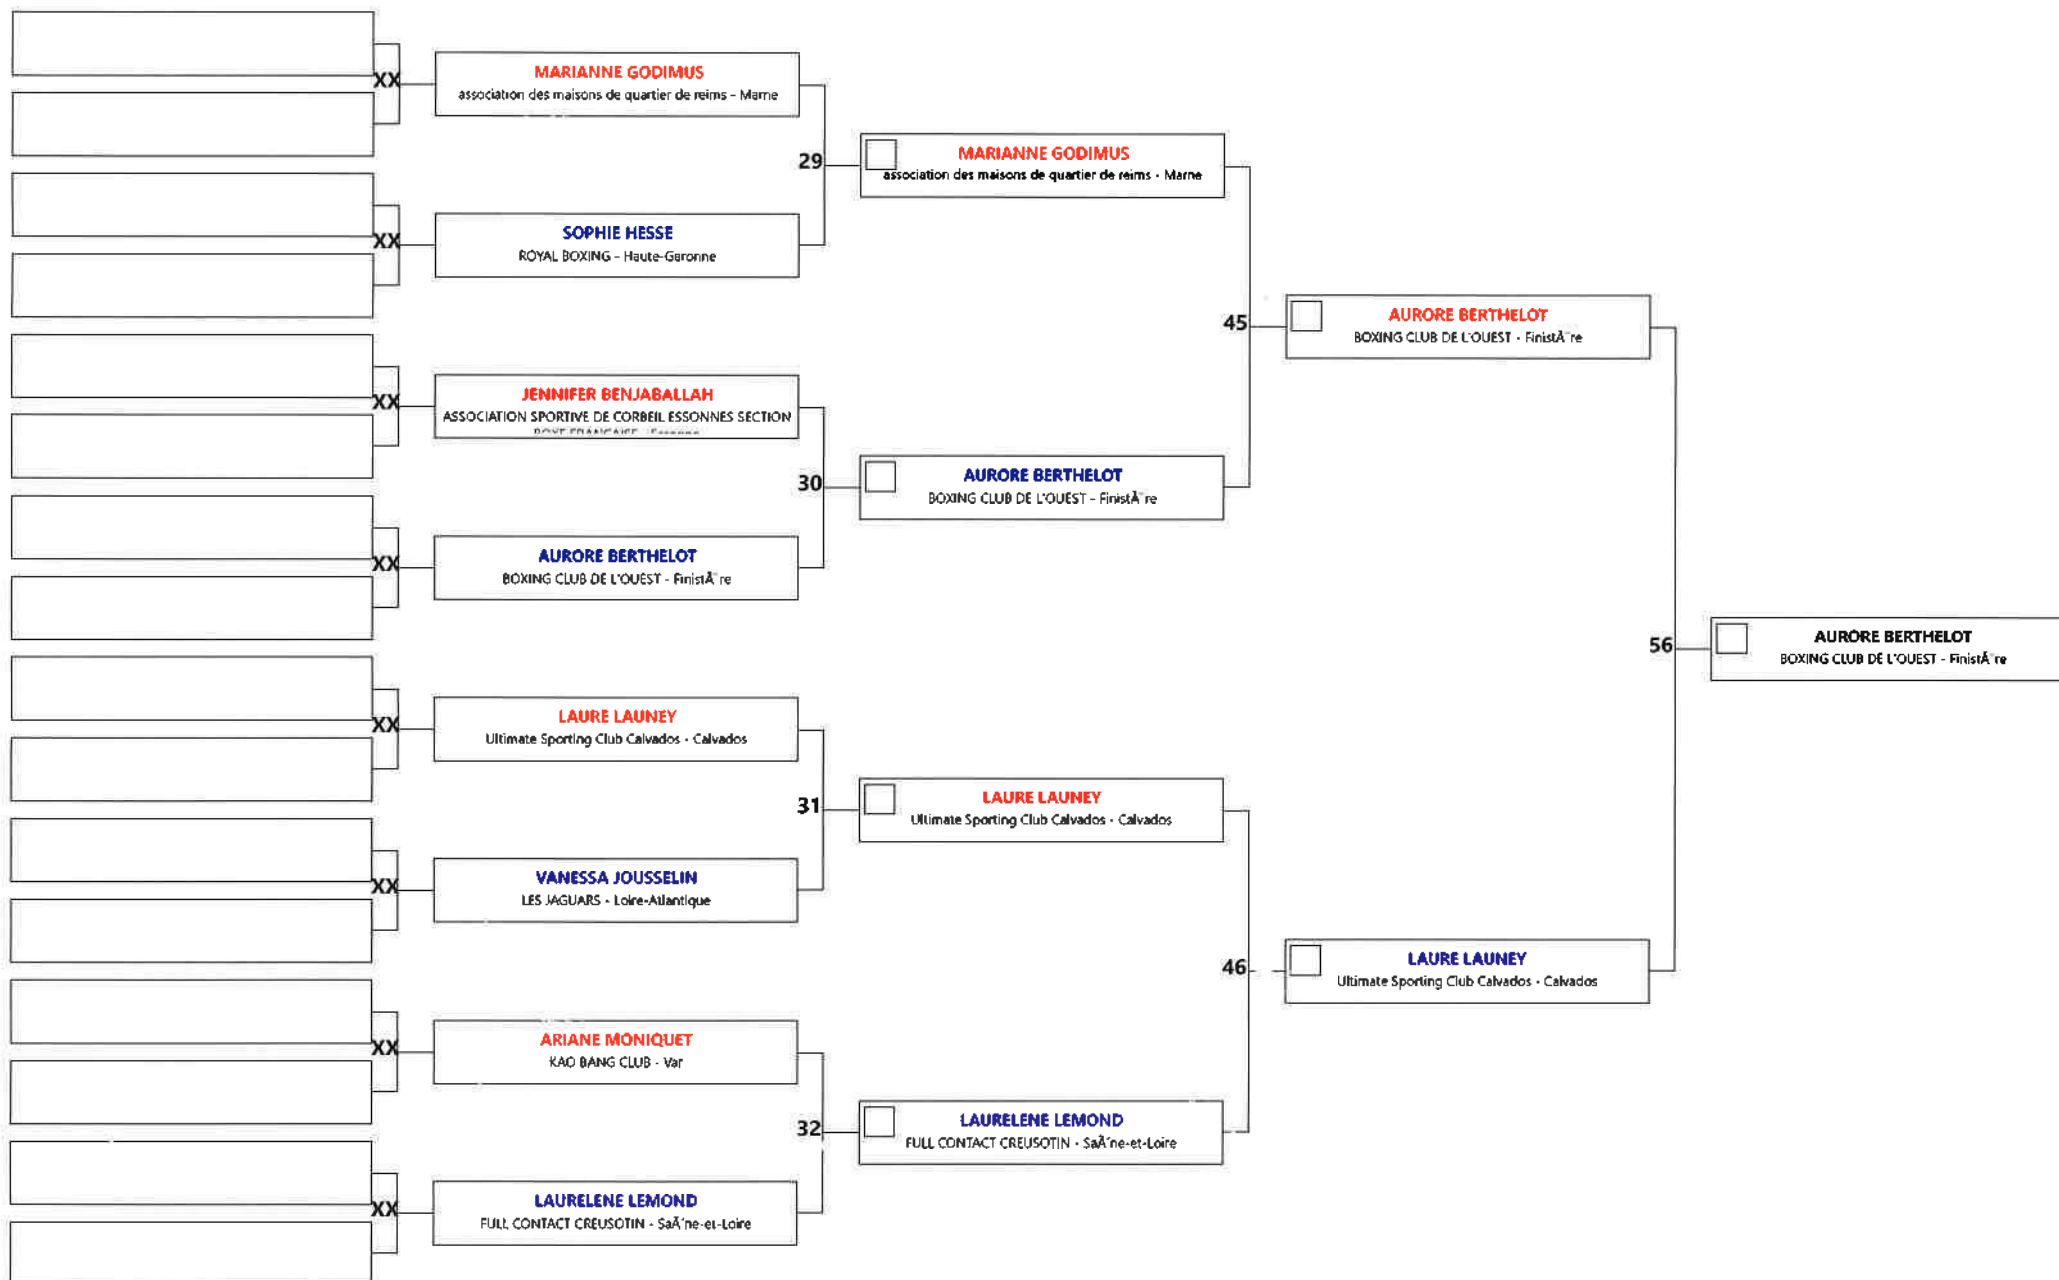 XX
MARIANNE GODIMUS
association des maisons de quartier de reims - Marne
29
MARIANNE GODIMUS
association des maisons de quartier de reims - Marne
XX
SOPHIE HESSE
ROYAL BOXING - Haute-Garonne
45
AURORE BERTHELOT
BOXING CLUB DE L'OUEST - FinistÃ¨re
XX
JENNIFER BENJABALLAH
ASSOCIATION SPORTIVE DE CORBEIL ESSONNES SECTION
BOXE FRANCAISE - Essonne
30
AURORE BERTHELOT
BOXING CLUB DE L'OUEST - FinistÃ¨re
XX
AURORE BERTHELOT
BOXING CLUB DE L'OUEST - FinistÃ¨re
56
AURORE BERTHELOT
BOXING CLUB DE L'OUEST - FinistÃ¨re
XX
LAURE LAUNEY
Ultimate Sporting Club Calvados - Calvados
31
LAURE LAUNEY
Ultimate Sporting Club Calvados - Calvados
XX
VANESSA JOUSSELIN
LES JAGUARS - Loire-Atlantique
46
LAURE LAUNEY
Ultimate Sporting Club Calvados - Calvados
XX
ARIANE MONIQUET
KAO BANG CLUB - Var
32
LAURELENE LEMOND
FULL CONTACT CREUSOTIN - SaÃ´ne-et-Loire
XX
LAURELENE LEMOND
FULL CONTACT CREUSOTIN - SaÃ´ne-et-Loire